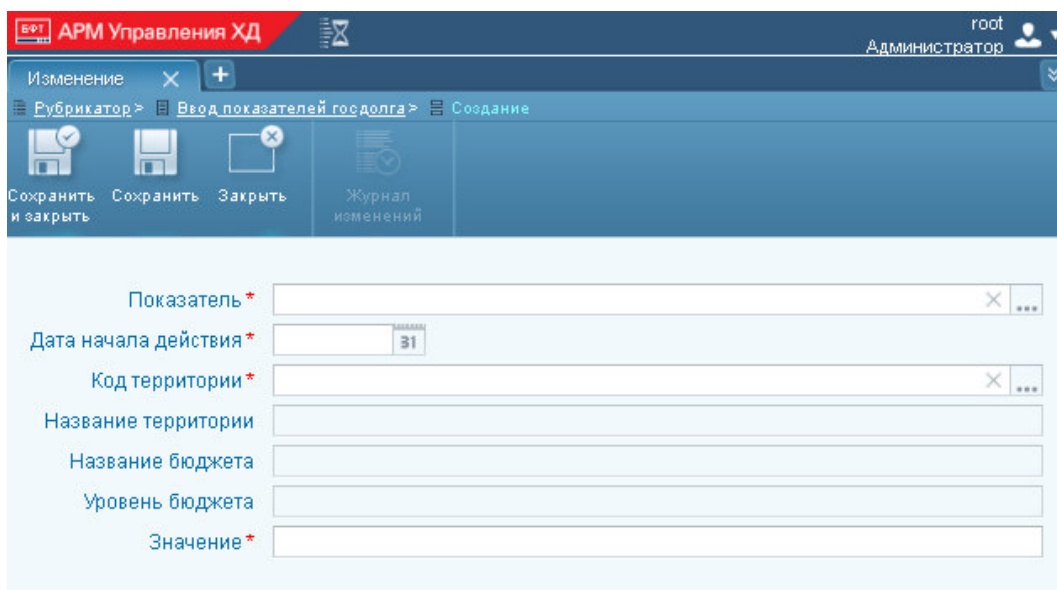 БФТ АРМ Управления ХД
root
Администратор
Изменение
Рубрикатор> Ввод показателей госдолга> Создание
Сохранить и закрыть
Сохранить
Закрыть
Журнал изменений
Показатель*
...
Дата начала действия*
31
Код территории*
...
Название территории
Название бюджета
Уровень бюджета
Значение*